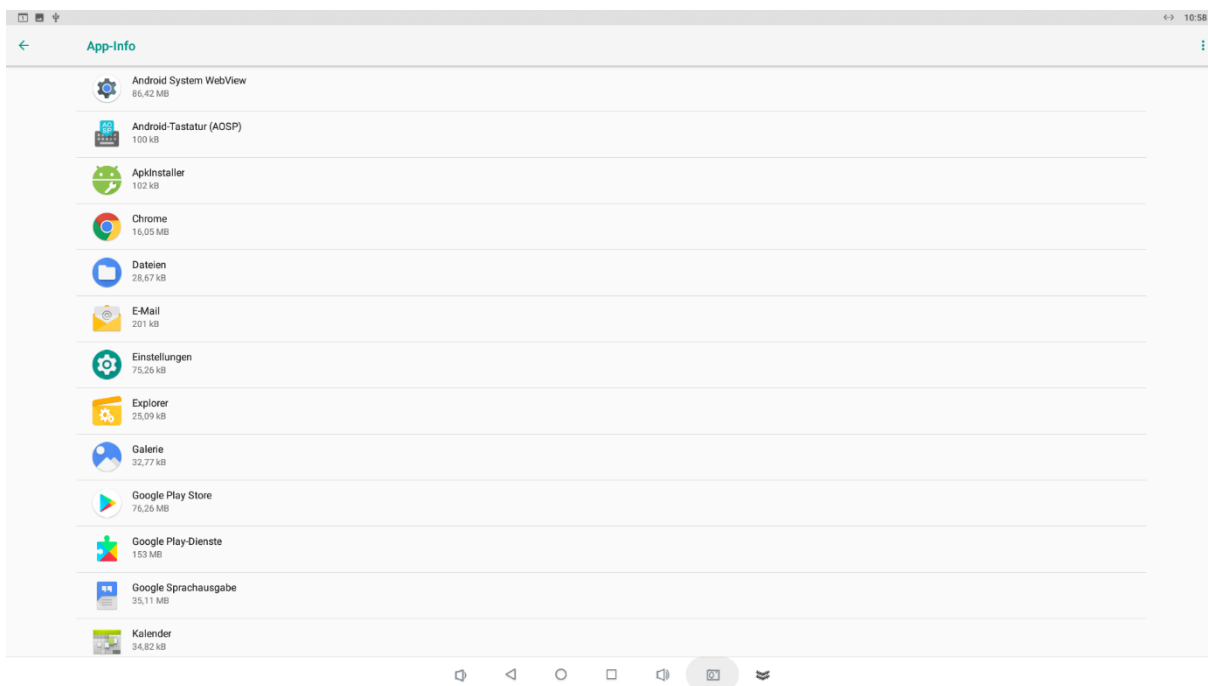 10:58
App-Info
Android System WebView
86,42 MB
Android-Tastatur (AOSP)
100 kB
ApkInstaller
102 kB
Chrome
16,05 MB
Dateien
28,67 kB
E-Mail
201 kB
Einstellungen
75,26 kB
Explorer
25,09 kB
Galerie
32,77 kB
Google Play Store
76,26 MB
Google Play-Dienste
153 MB
Google Sprachausgabe
35,11 MB
Kalender
34,82 kB